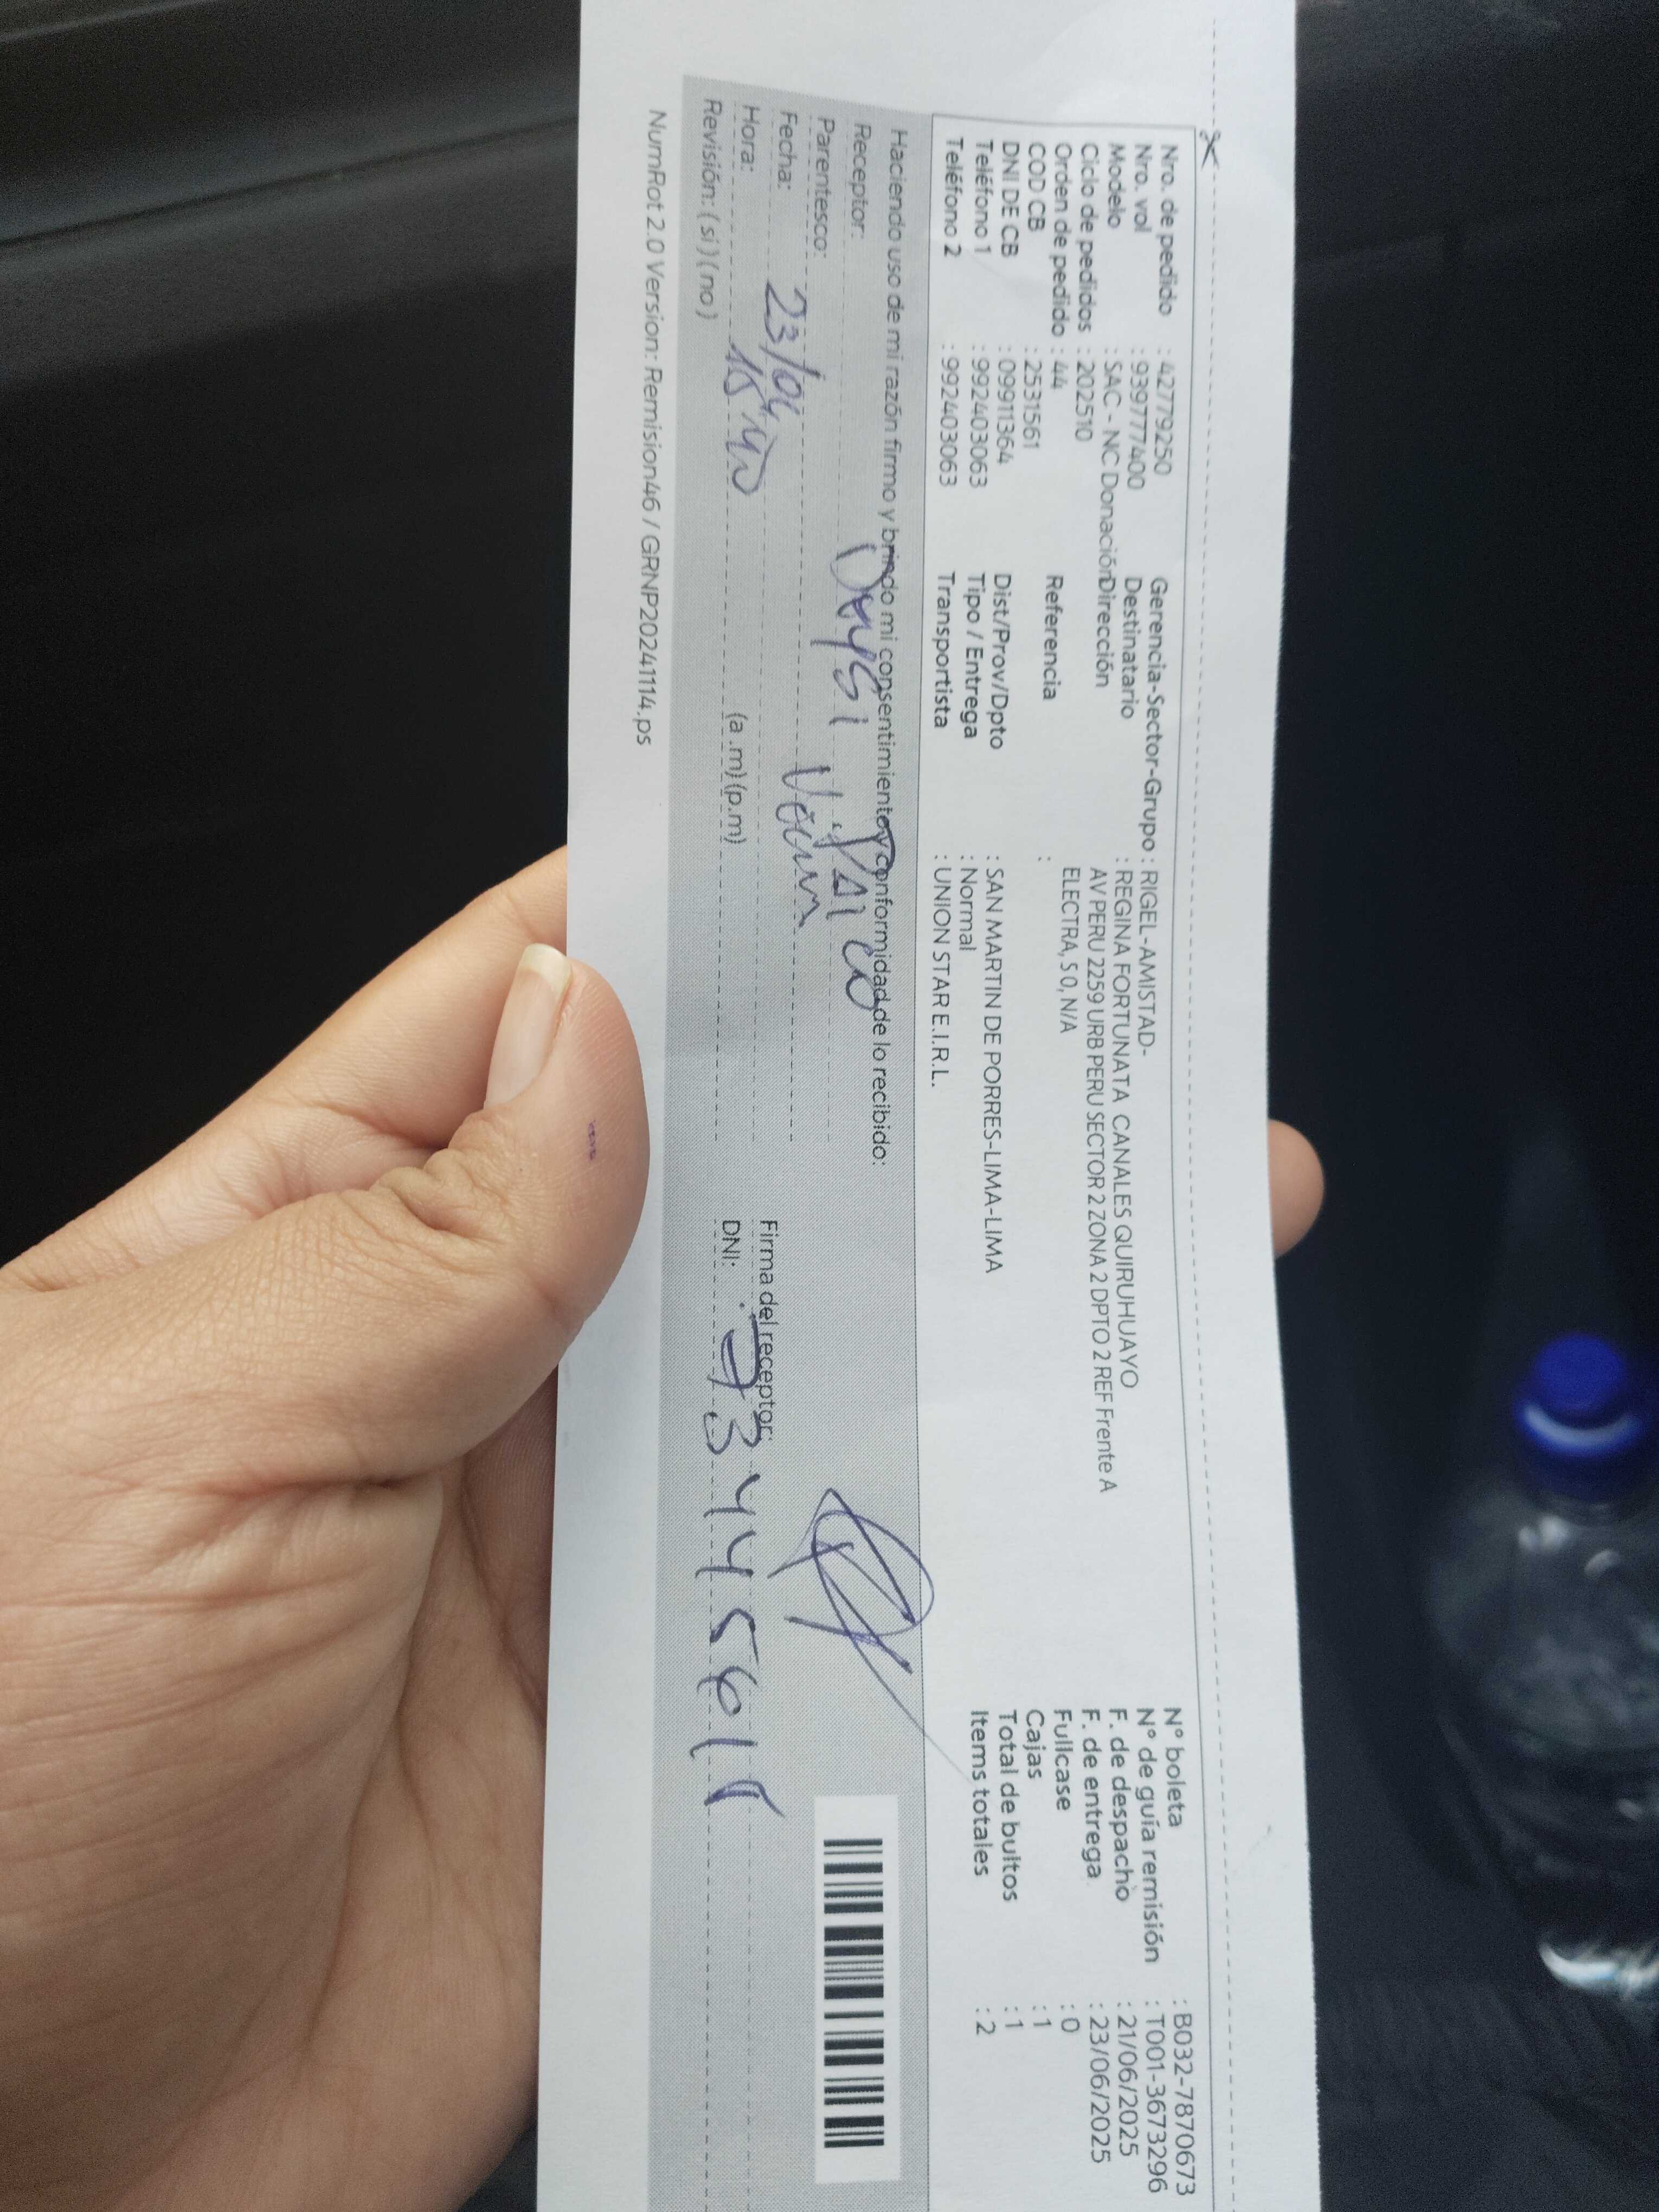 Nro. de pedido : 42779250
Nro. vol : 939777400
Modelo : SAC - NC Donación
Ciclo de pedidos : 202510
Orden de pedido : 44
COD CB : 2531561
DNI DE CB : 09911364
Teléfono 1 : 992403063
Teléfono 2 : 992403063
Gerencia-Sector-Grupo : RIGEL-AMISTAD-
Destinatario : REGINA FORTUNATA CANALES QUIRUHUAYO
Dirección AV PERU 2259 URB PERU SECTOR 2 ZONA 2 DPTO 2 REF Frente A
ELECTRA, S 0, N/A
Referencia :
Dist/Prov/Dpto : SAN MARTIN DE PORRES-LIMA-LIMA
Tipo / Entrega : Normal
Transportista : UNION STAR E.I.R.L.
N° boleta : B032-7870673
N° de guía remisión : T001-3673296
F. de despacho : 21/06/2025
F. de entrega : 23/06/2025
Fullcase : 0
Cajas : 1
Total de bultos : 1
Items totales : 2
Haciendo uso de mi razón firmo y brindo mi consentimiento y conformidad de lo recibido:
Receptor:
Parentesco:
Fecha: 23/06
Hora: 15:40 (a.m)(p.m)
Revisión: (si)(no)
Firma del receptor:
DNI:
NumRot 2.0 Version: Remision46 / GRNP20241114.ps